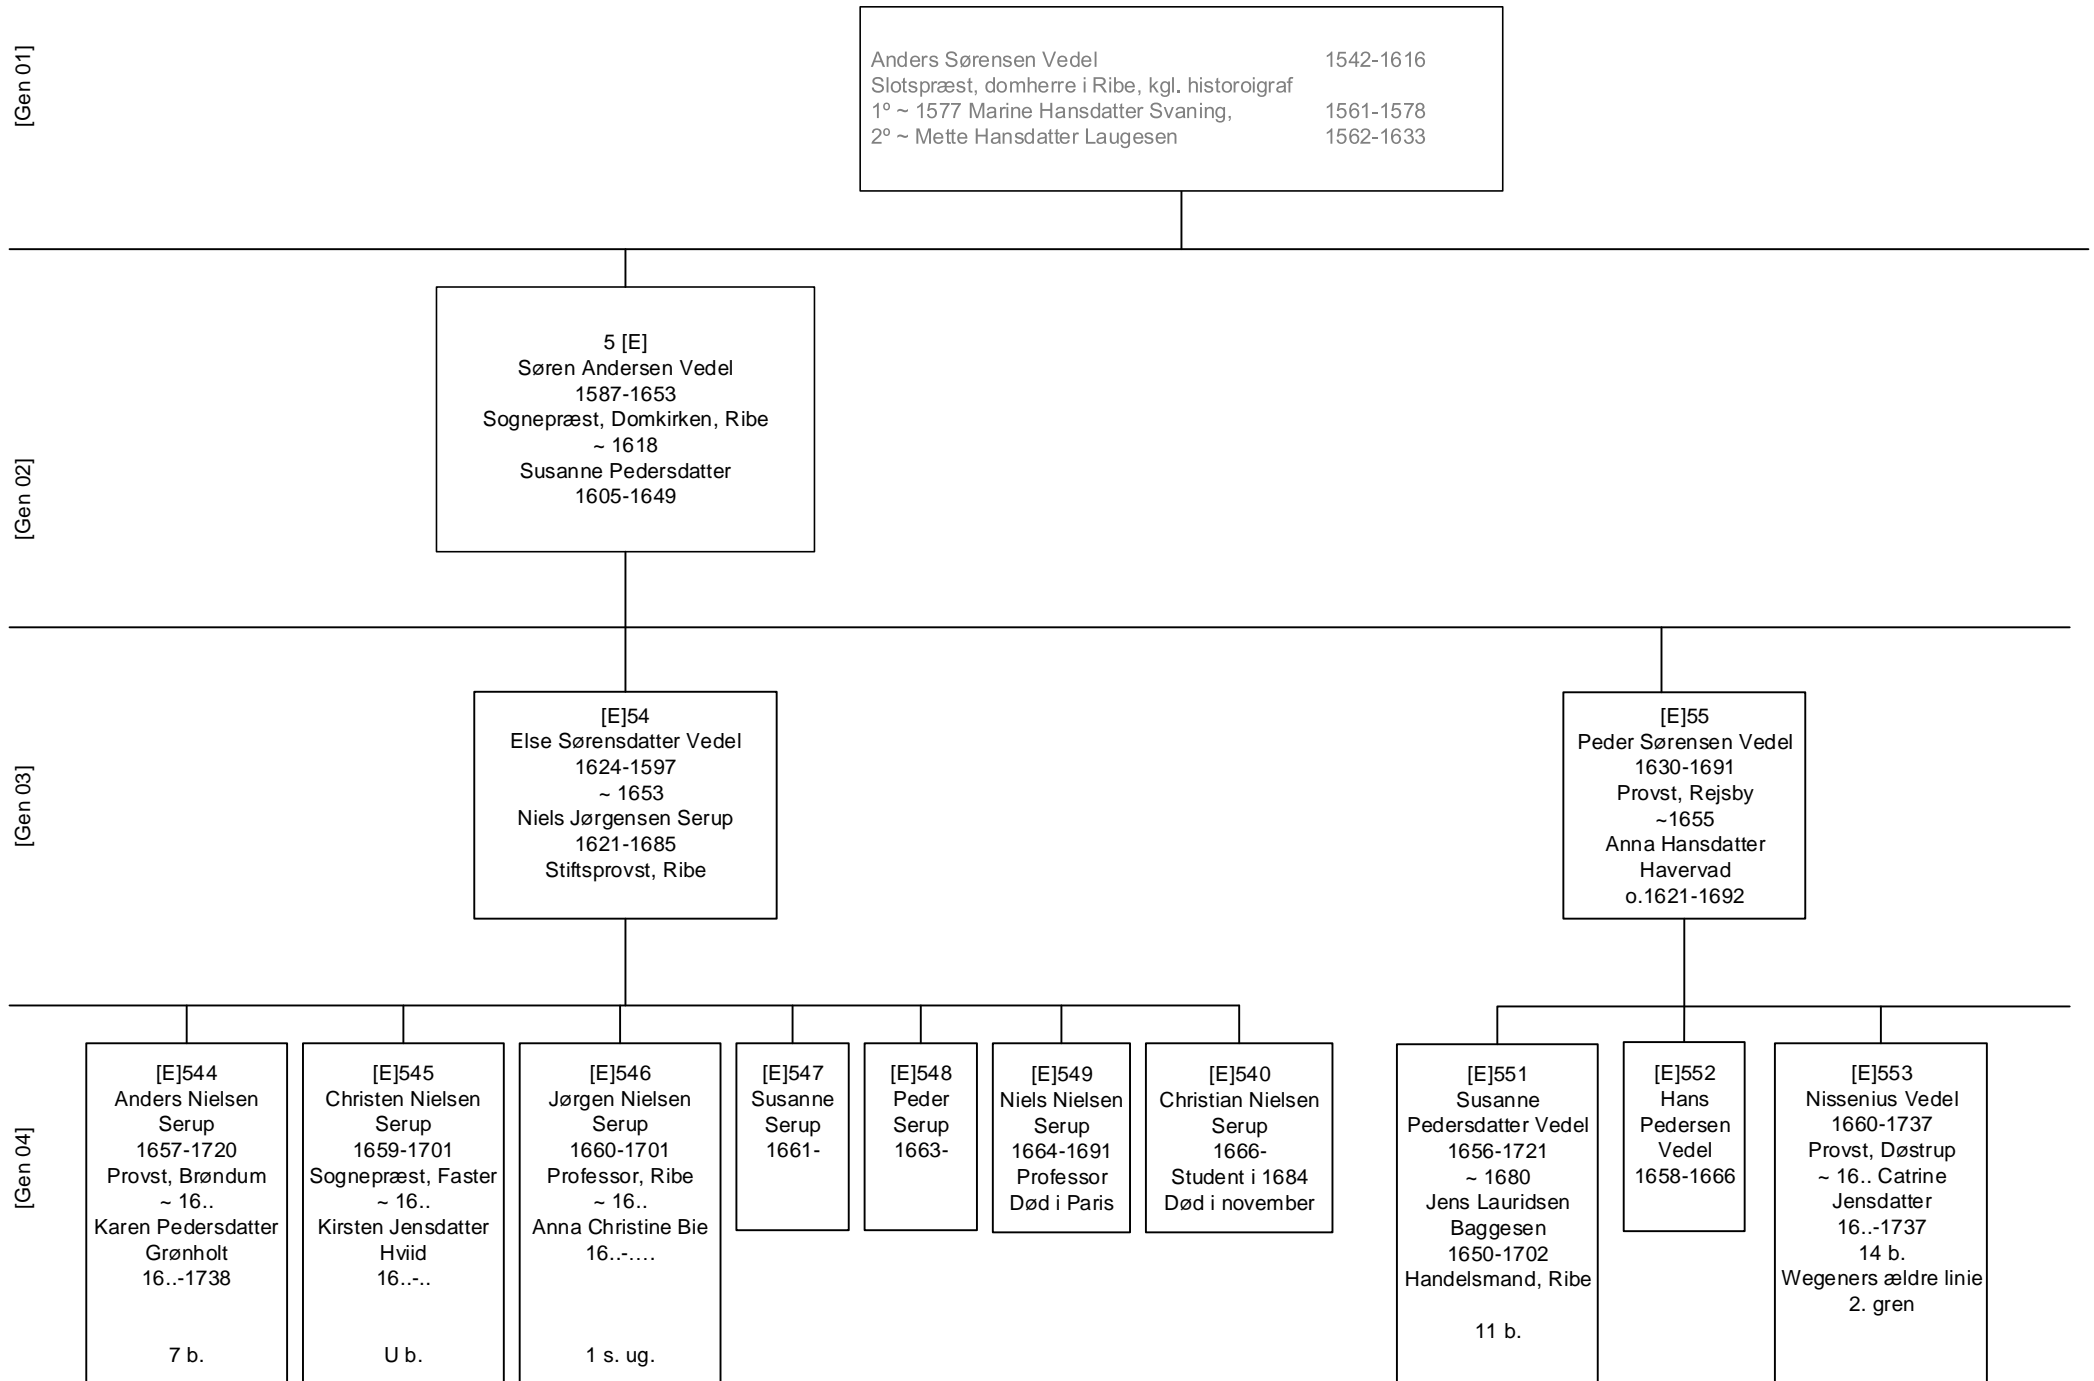 [Gen 01]
Anders Sørensen Vedel 1542-1616
Slotspræst, domherre i Ribe, kgl. historoigraf
1º ~ 1577 Marine Hansdatter Svaning, 1561-1578
2º ~ Mette Hansdatter Laugesen 1562-1633
[Gen 02]
5 [E]
Søren Andersen Vedel
1587-1653
Sognepræst, Domkirken, Ribe
~ 1618
Susanne Pedersdatter
1605-1649
[Gen 03]
[E]54
Else Sørensdatter Vedel
1624-1597
~ 1653
Niels Jørgensen Serup
1621-1685
Stiftsprovst, Ribe
[E]55
Peder Sørensen Vedel
1630-1691
Provst, Rejsby
~1655
Anna Hansdatter
Havervad
o.1621-1692
[Gen 04]
[E]544
Anders Nielsen
Serup
1657-1720
Provst, Brøndum
~ 16..
Karen Pedersdatter
Grønholt
16..-1738
7 b.
[E]545
Christen Nielsen
Serup
1659-1701
Sognepræst, Faster
~ 16..
Kirsten Jensdatter
Hviid
16..-..
U b.
[E]546
Jørgen Nielsen
Serup
1660-1701
Professor, Ribe
~ 16..
Anna Christine Bie
16..-....
1 s. ug.
[E]547
Susanne
Serup
1661-
[E]548
Peder
Serup
1663-
[E]549
Niels Nielsen
Serup
1664-1691
Professor
Død i Paris
[E]540
Christian Nielsen
Serup
1666-
Student i 1684
Død i november
[E]551
Susanne
Pedersdatter Vedel
1656-1721
~ 1680
Jens Lauridsen
Baggesen
1650-1702
Handelsmand, Ribe
11 b.
[E]552
Hans
Pedersen
Vedel
1658-1666
[E]553
Nissenius Vedel
1660-1737
Provst, Døstrup
~ 16.. Catrine
Jensdatter
16..-1737
14 b.
Wegeners ældre linie
2. gren